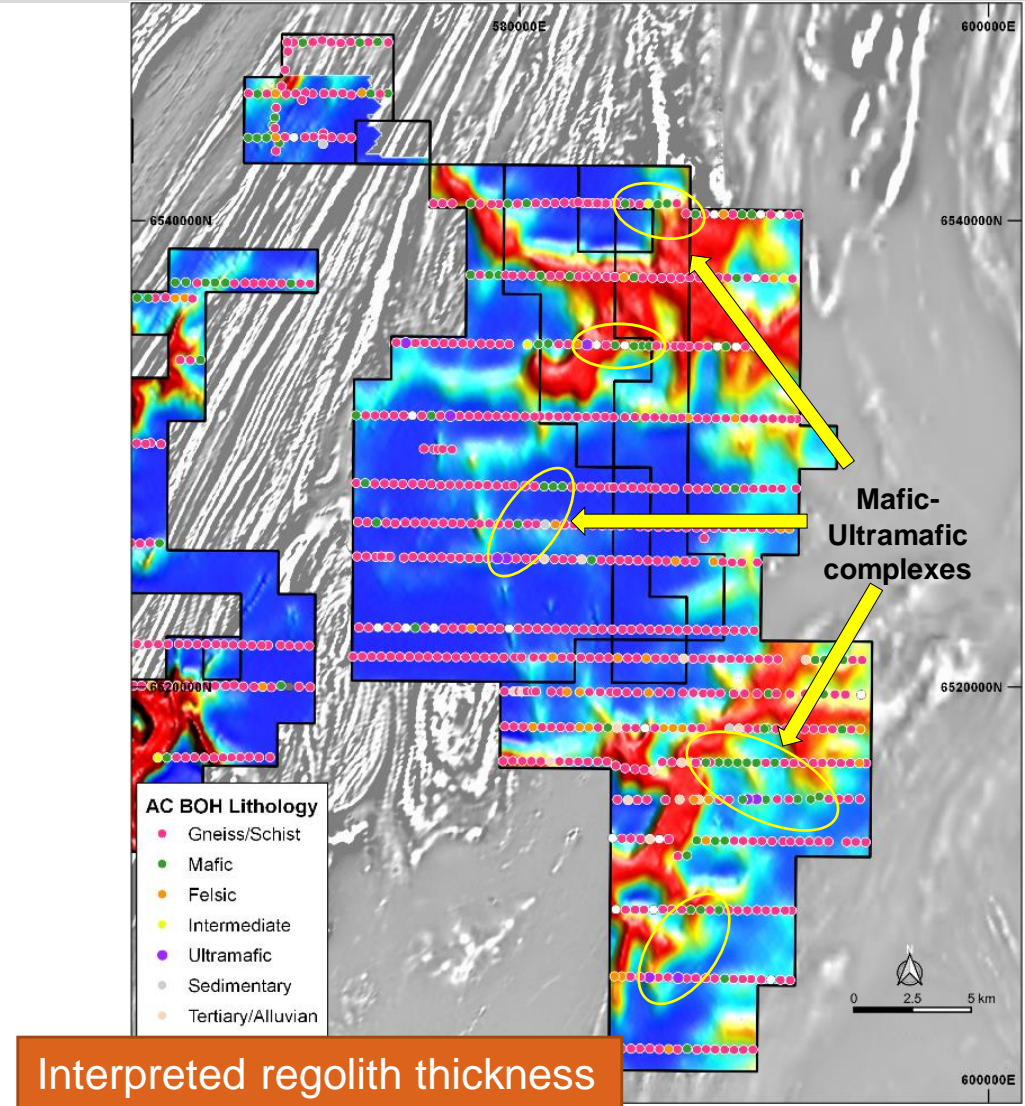 580000E
600000E
6540000N
6540000N
Mafic-
Ultramafic
complexes
6520000N
6520000N
AC BOH Lithology
Gneiss/Schist
Mafic
Felsic
Intermediate
Ultramafic
Sedimentary
Tertiary/Alluvian
N
0 2.5 5 km
Interpreted regolith thickness
600000E